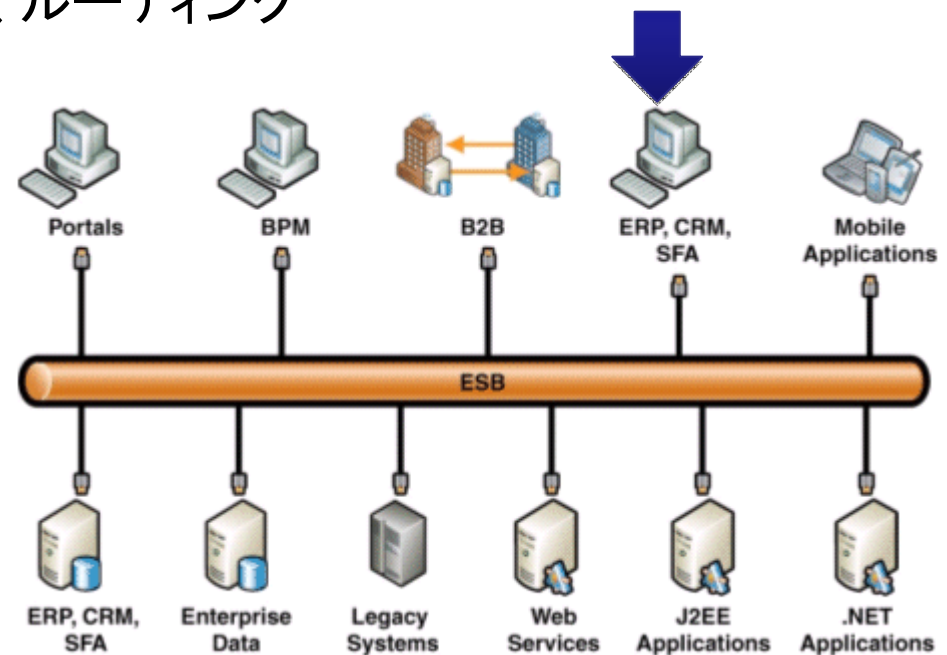 ルーティング
Portals
BPM
B2B
ERP, CRM,
SFA
Mobile
Applications
ESB
ERP, CRM,
SFA
Enterprise
Data
Legacy
Systems
Web
Services
J2EE
Applications
.NET
Applications